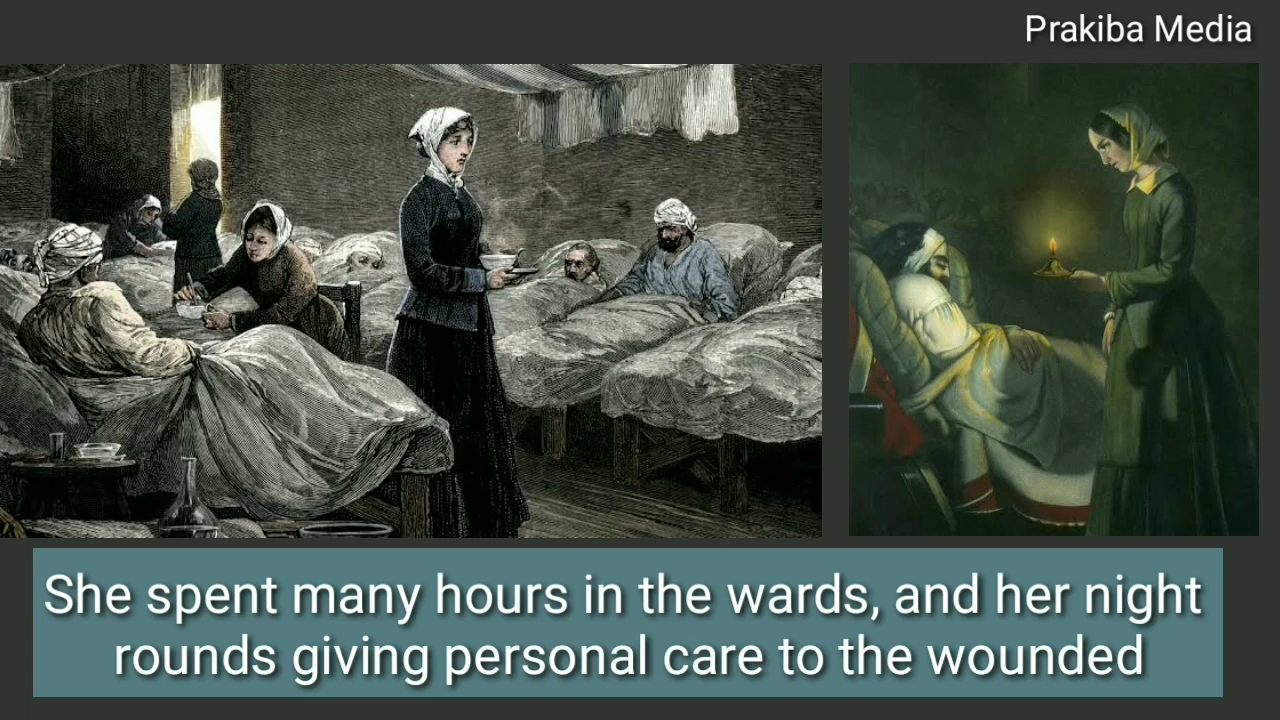 Prakiba Media
She spent many hours in the wards, and her night
rounds giving personal care to the wounded